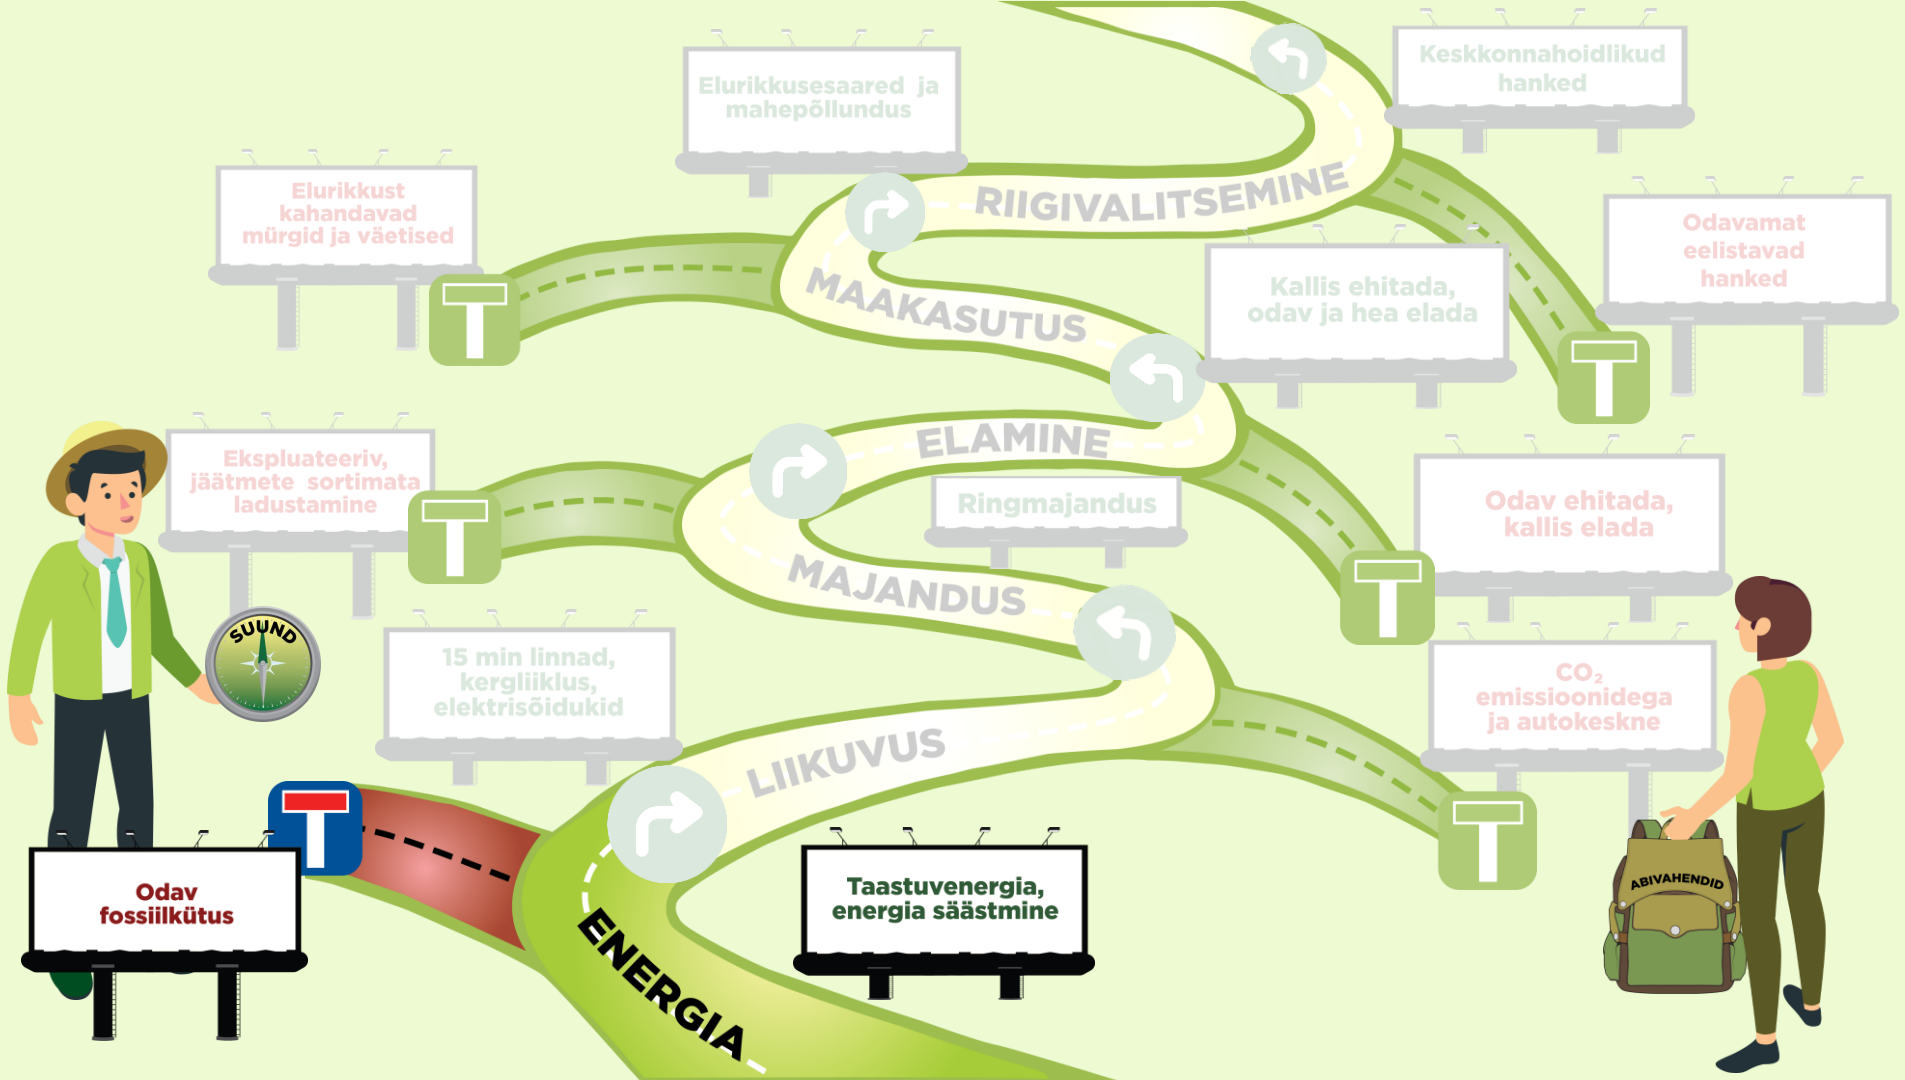 Keskkonnahoidlikud
hanked
Elurikkusesaared ja
mahepõllundus
Elurikkust
kahandavad
mürgid ja väetised
RIIGIVALITSEMINE
Odavamat
eelistavad
hanked
MAAKASUTUS
Kallis ehitada,
odav ja hea elada
ELAMINE
Ekspluateeriv,
jäätmete sortimata
ladustamine
Ringmajandus
Odav ehitada,
kallis elada
MAJANDUS
SUUND
15 min linnad,
kergliiklus,
elektrisõidukid
CO₂
emissioonidega
ja autokeskne
LIIKUVUS
Odav
fossiilkütus
Taastuvenergia,
energia säästmine
ABIVAHENDID
ENERGIA